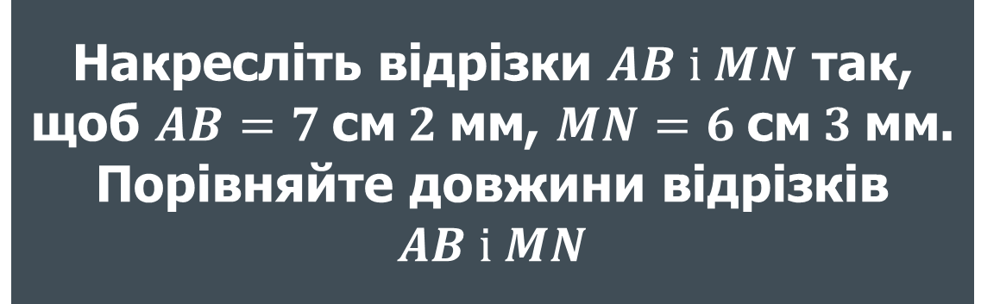 Накресліть відрізки AB і MN так,
щоб AB = 7 см 2 мм, MN = 6 см 3 мм.
Порівняйте довжини відрізків
AB і MN